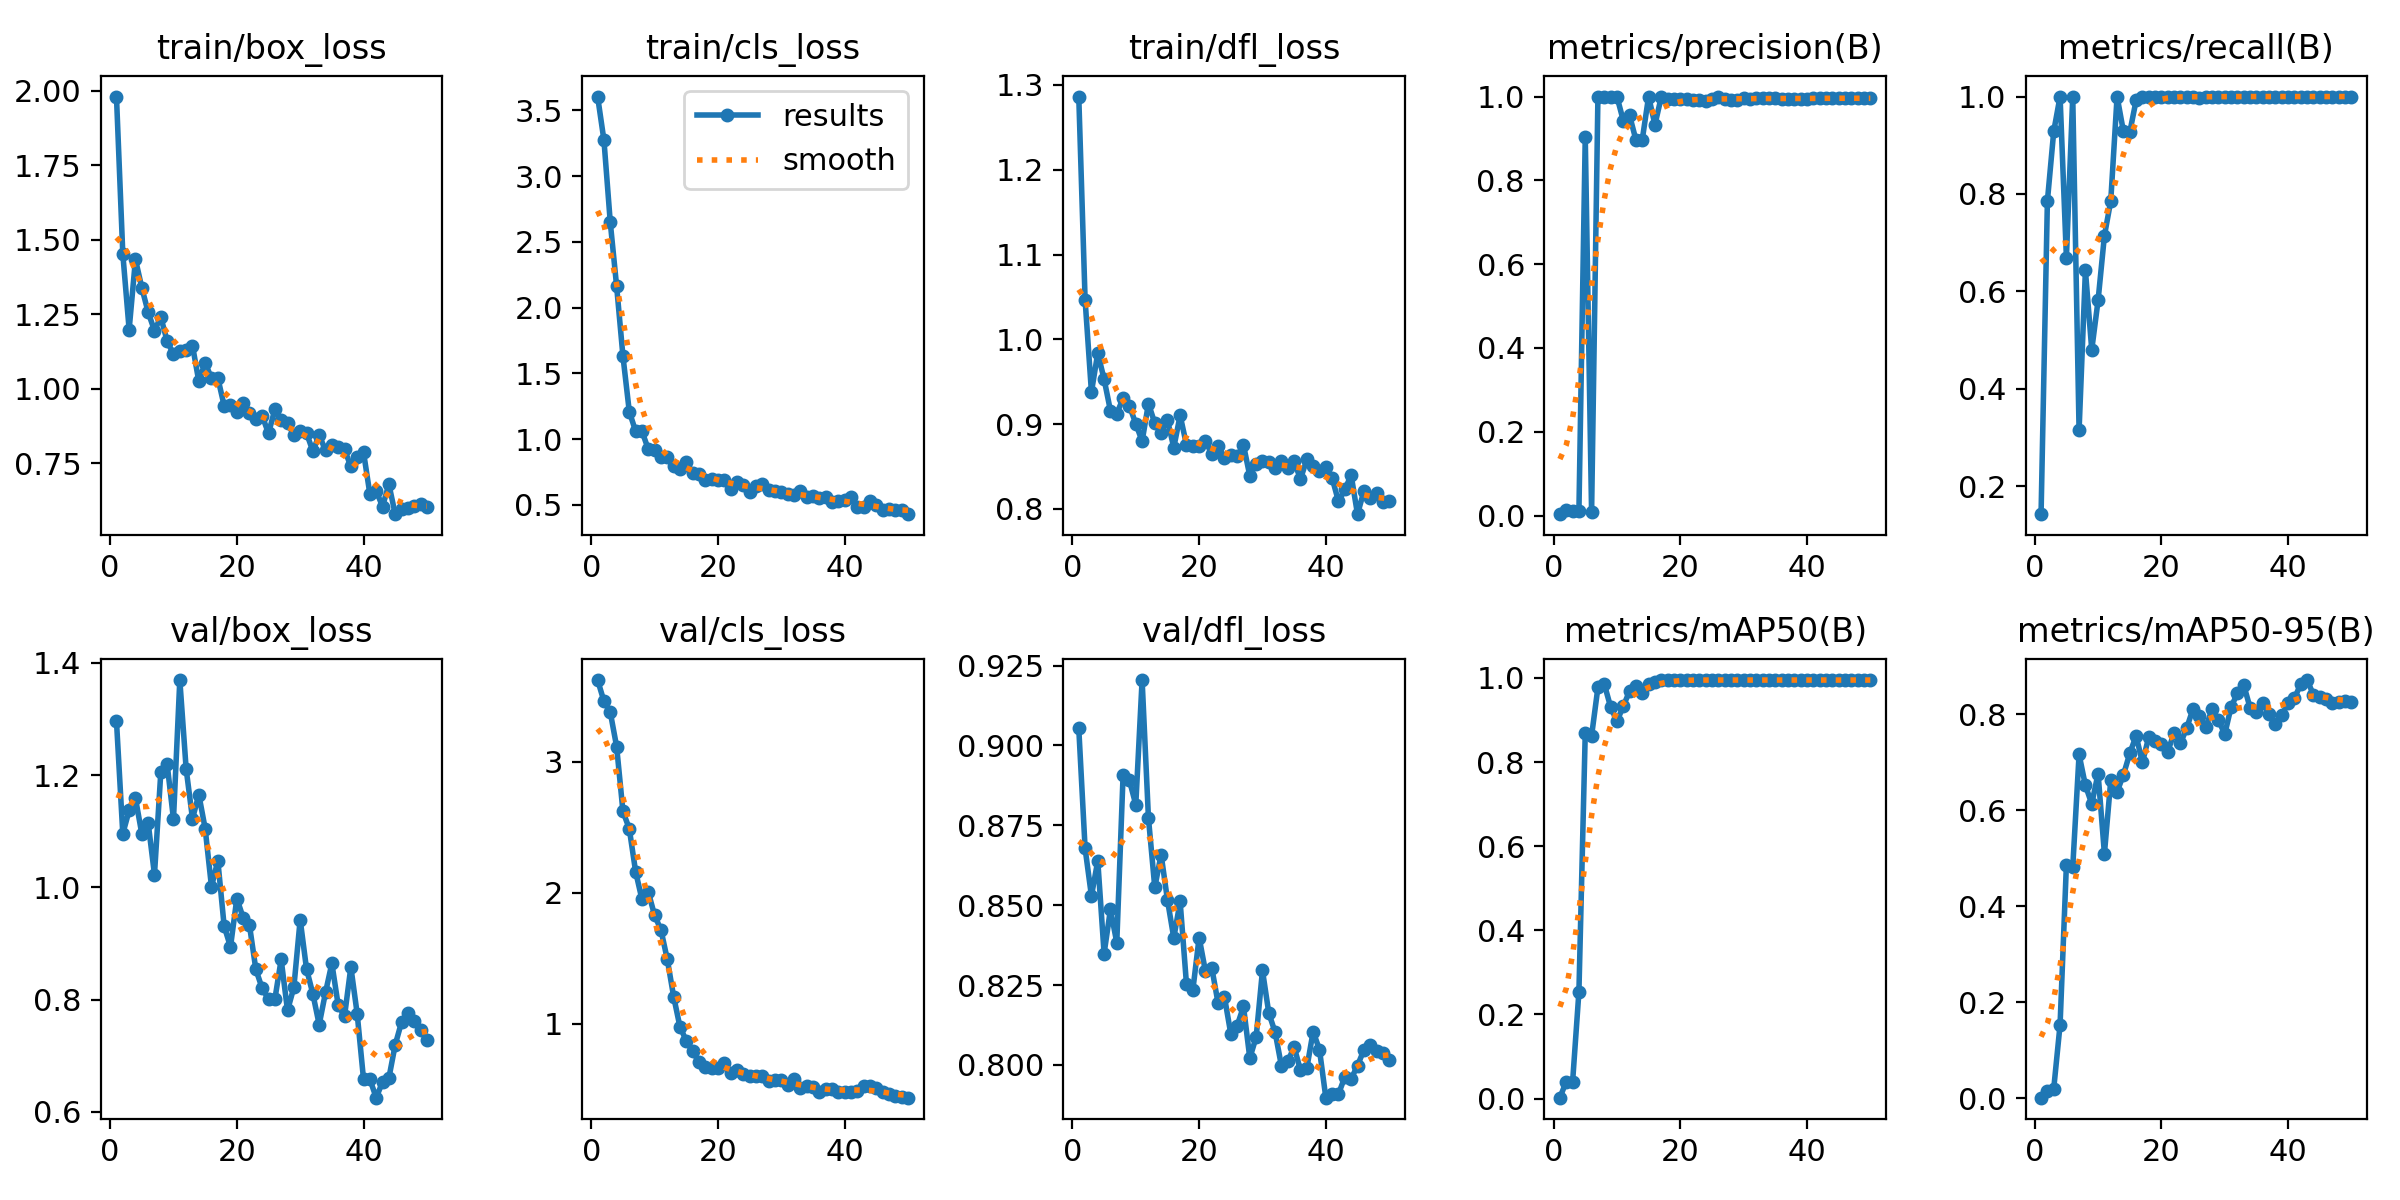 train/box_loss
2.00
1.75
1.50
1.25
1.00
0.75
0 20 40
train/cls_loss
results
smooth
3.5
3.0
2.5
2.0
1.5
1.0
0.5
0 20 40
train/dfl_loss
1.3
1.2
1.1
1.0
0.9
0.8
0 20 40
metrics/precision(B)
1.0
0.8
0.6
0.4
0.2
0.0
0 20 40
metrics/recall(B)
1.0
0.8
0.6
0.4
0.2
0 20 40
val/box_loss
1.4
1.2
1.0
0.8
0.6
0 20 40
val/cls_loss
3
2
1
0 20 40
val/dfl_loss
0.925
0.900
0.875
0.850
0.825
0.800
0 20 40
metrics/mAP50(B)
1.0
0.8
0.6
0.4
0.2
0.0
0 20 40
metrics/mAP50-95(B)
0.8
0.6
0.4
0.2
0.0
0 20 40